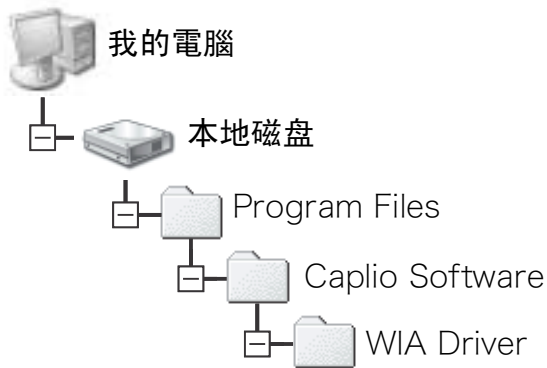 我的電腦
本地磁盘
Program Files
Caplio Software
WIA Driver